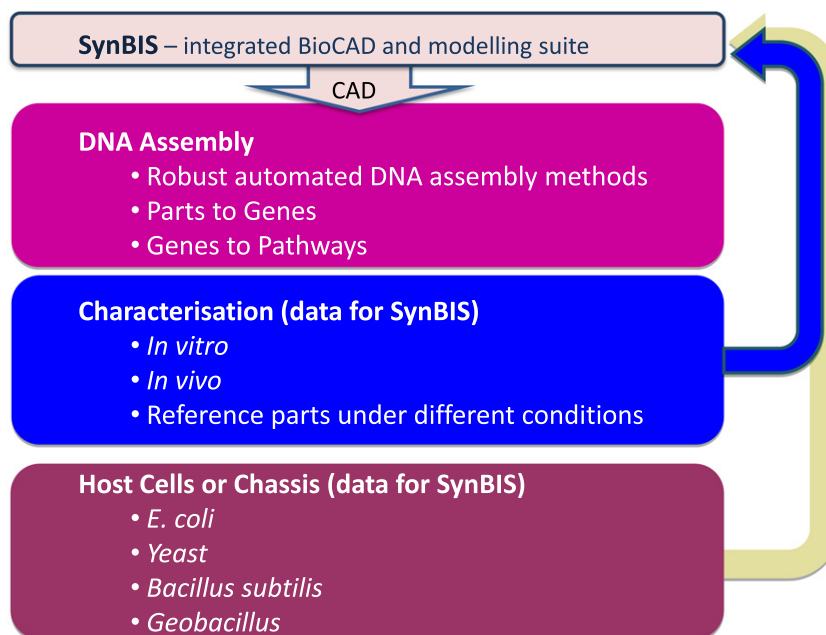 SynBIS – integrated BioCAD and modelling suite
CAD
DNA Assembly
• Robust automated DNA assembly methods
• Parts to Genes
• Genes to Pathways
Characterisation (data for SynBIS)
• In vitro
• In vivo
• Reference parts under different conditions
Host Cells or Chassis (data for SynBIS)
• E. coli
• Yeast
• Bacillus subtilis
• Geobacillus